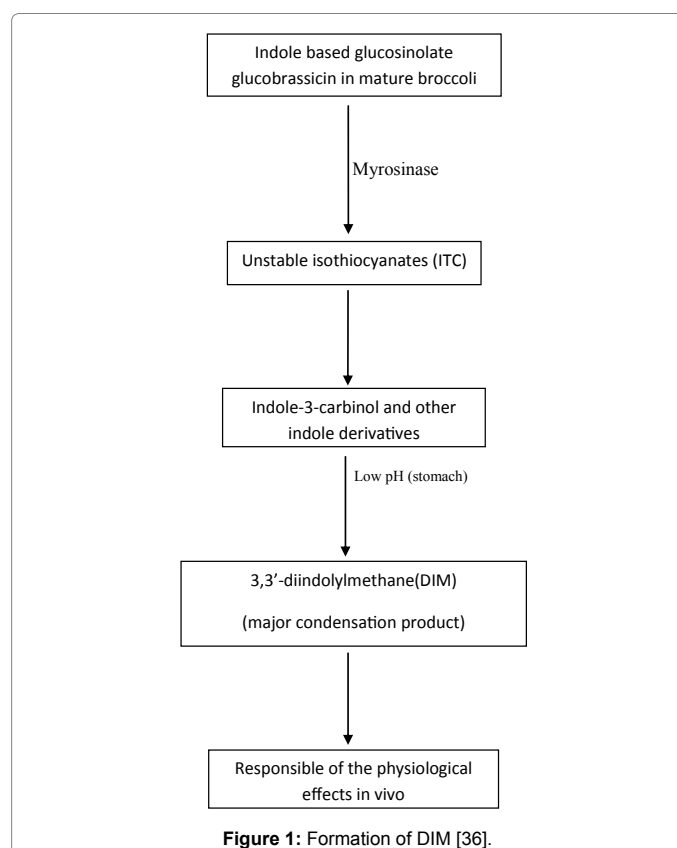 Indole based glucosinolate
glucobrassicin in mature broccoli
Myrosinase
Unstable isothiocyanates (ITC)
Indole-3-carbinol and other
indole derivatives
Low pH (stomach)
3,3’-diindolylmethane(DIM)
(major condensation product)
Responsible of the physiological
effects in vivo
Figure 1: Formation of DIM [36].